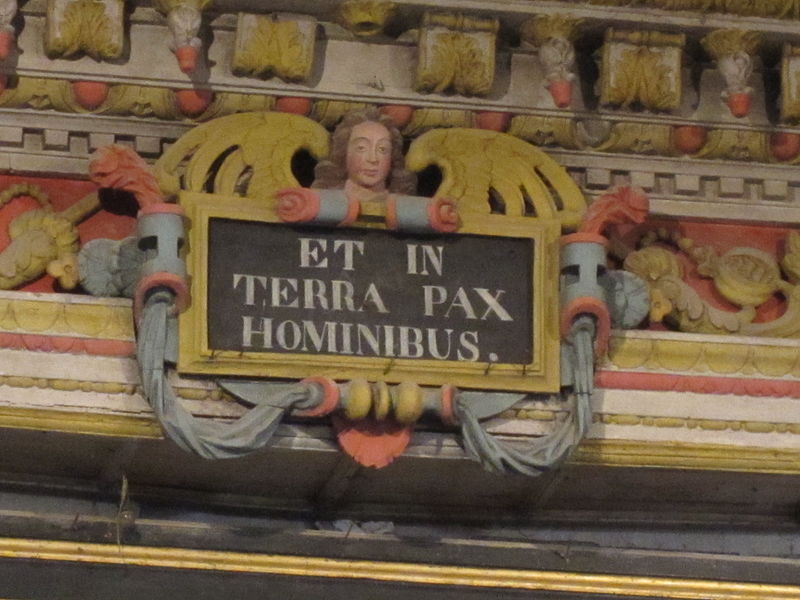 ET IN
TERRA PAX
HOMINIBUS.